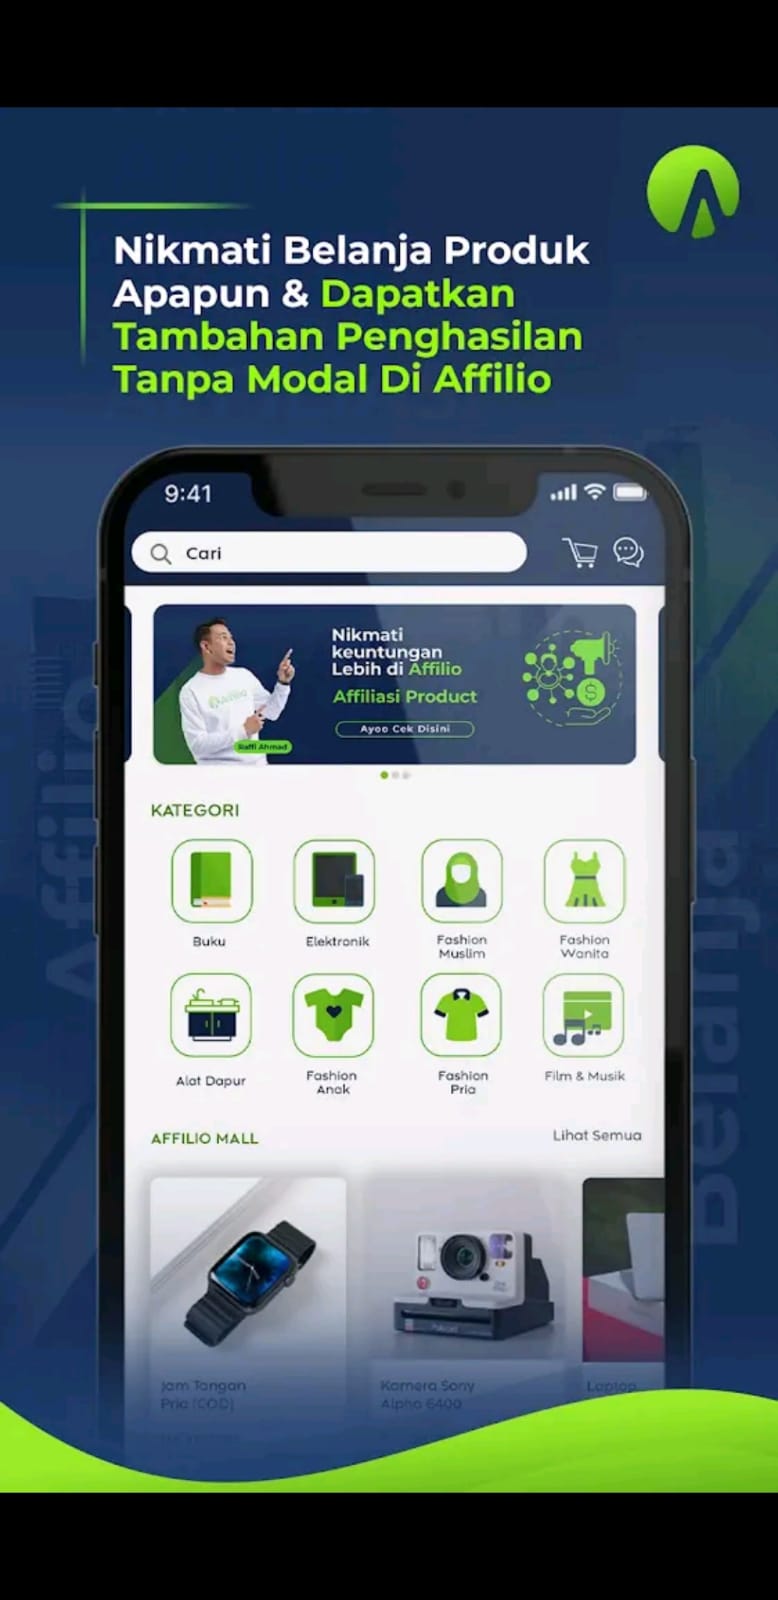 Nikmati Belanja Produk
Apapun & Dapatkan
Tambahan Penghasilan
Tanpa Modal Di Affilio
9:41
Cari
Nikmati
keuntungan
Lebih di Affilio
Affiliasi Product
Ayoo Cek Disini
Affilio
Raffi Ahmad
KATEGORI
Buku
Elektronik
Fashion
Muslim
Fashion
Wanita
Alat Dapur
Fashion
Anak
Fashion
Pria
Film & Musik
AFFILIO MALL
Lihat Semua
Jam Tangan
Pria (COD)
Kamera Sony
Alpha 6400
Laptop
Affilio
Belanja